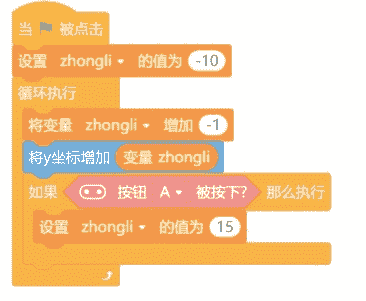 当 被点击
设置 zhongli 的值为 -10
循环执行
将变量 zhongli 增加 -1
将y坐标增加 变量 zhongli
如果 按钮 A 被按下? 那么执行
设置 zhongli 的值为 15